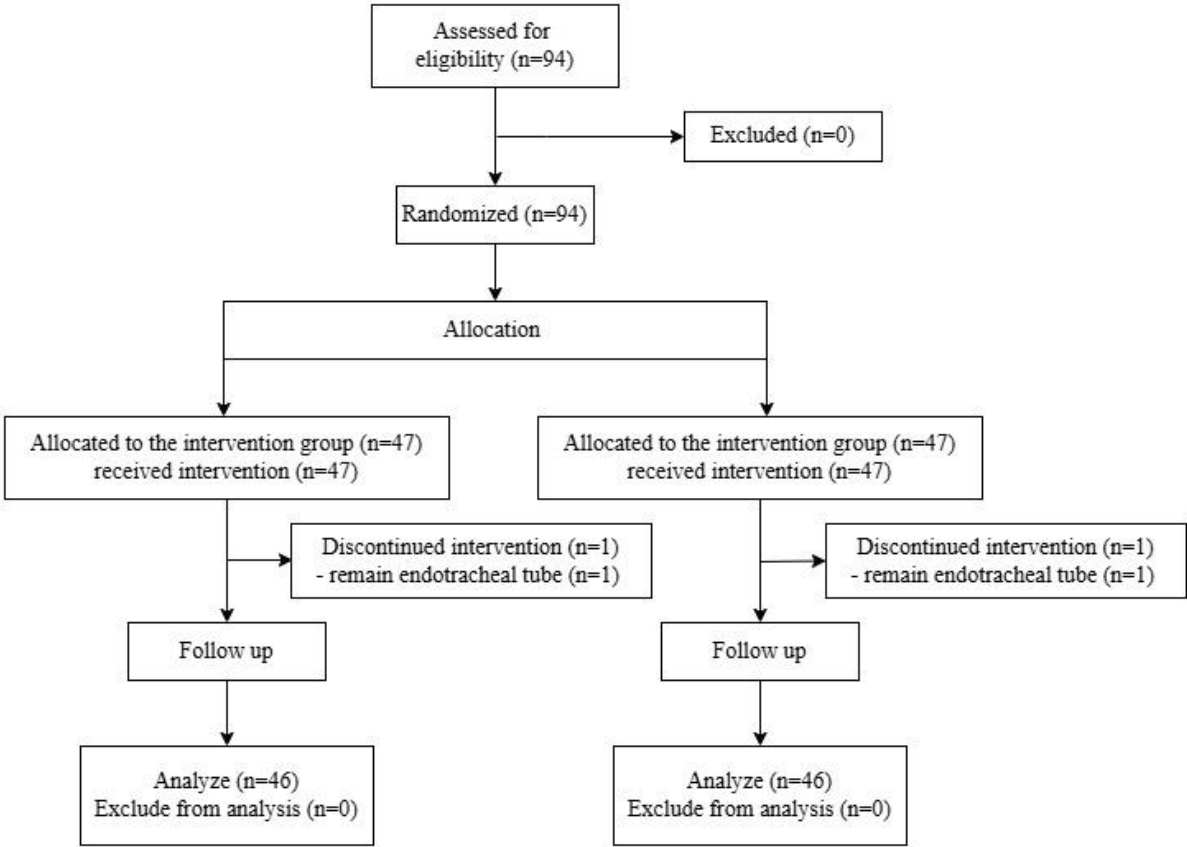 Assessed for
eligibility (n=94)
Excluded (n=0)
Randomized (n=94)
Allocation
Allocated to the intervention group (n=47)
received intervention (n=47)
Allocated to the intervention group (n=47)
received intervention (n=47)
Discontinued intervention (n=1)
- remain endotracheal tube (n=1)
Discontinued intervention (n=1)
- remain endotracheal tube (n=1)
Follow up
Follow up
Analyze (n=46)
Exclude from analysis (n=0)
Analyze (n=46)
Exclude from analysis (n=0)